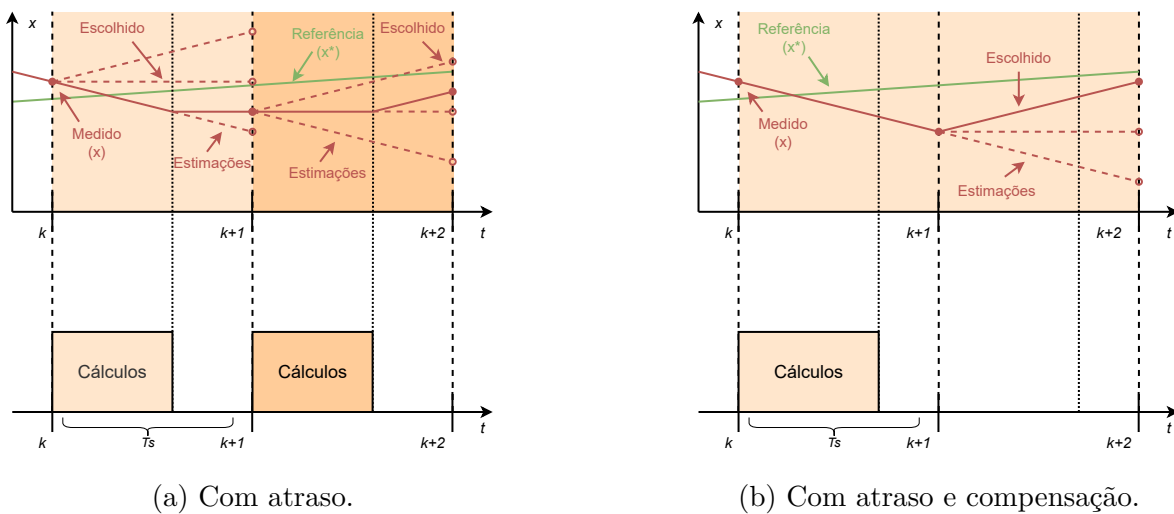 x
Escolhido
Referência
(x*)
Escolhido
Medido
(x)
Estimações
Estimações
k
k+1
k+2
t
Cálculos
Cálculos
k
Ts
k+1
k+2
t
(a) Com atraso.
x
Referência
(x*)
Escolhido
Medido
(x)
Estimações
k
k+1
k+2
t
Cálculos
k
Ts
k+1
k+2
t
(b) Com atraso e compensação.